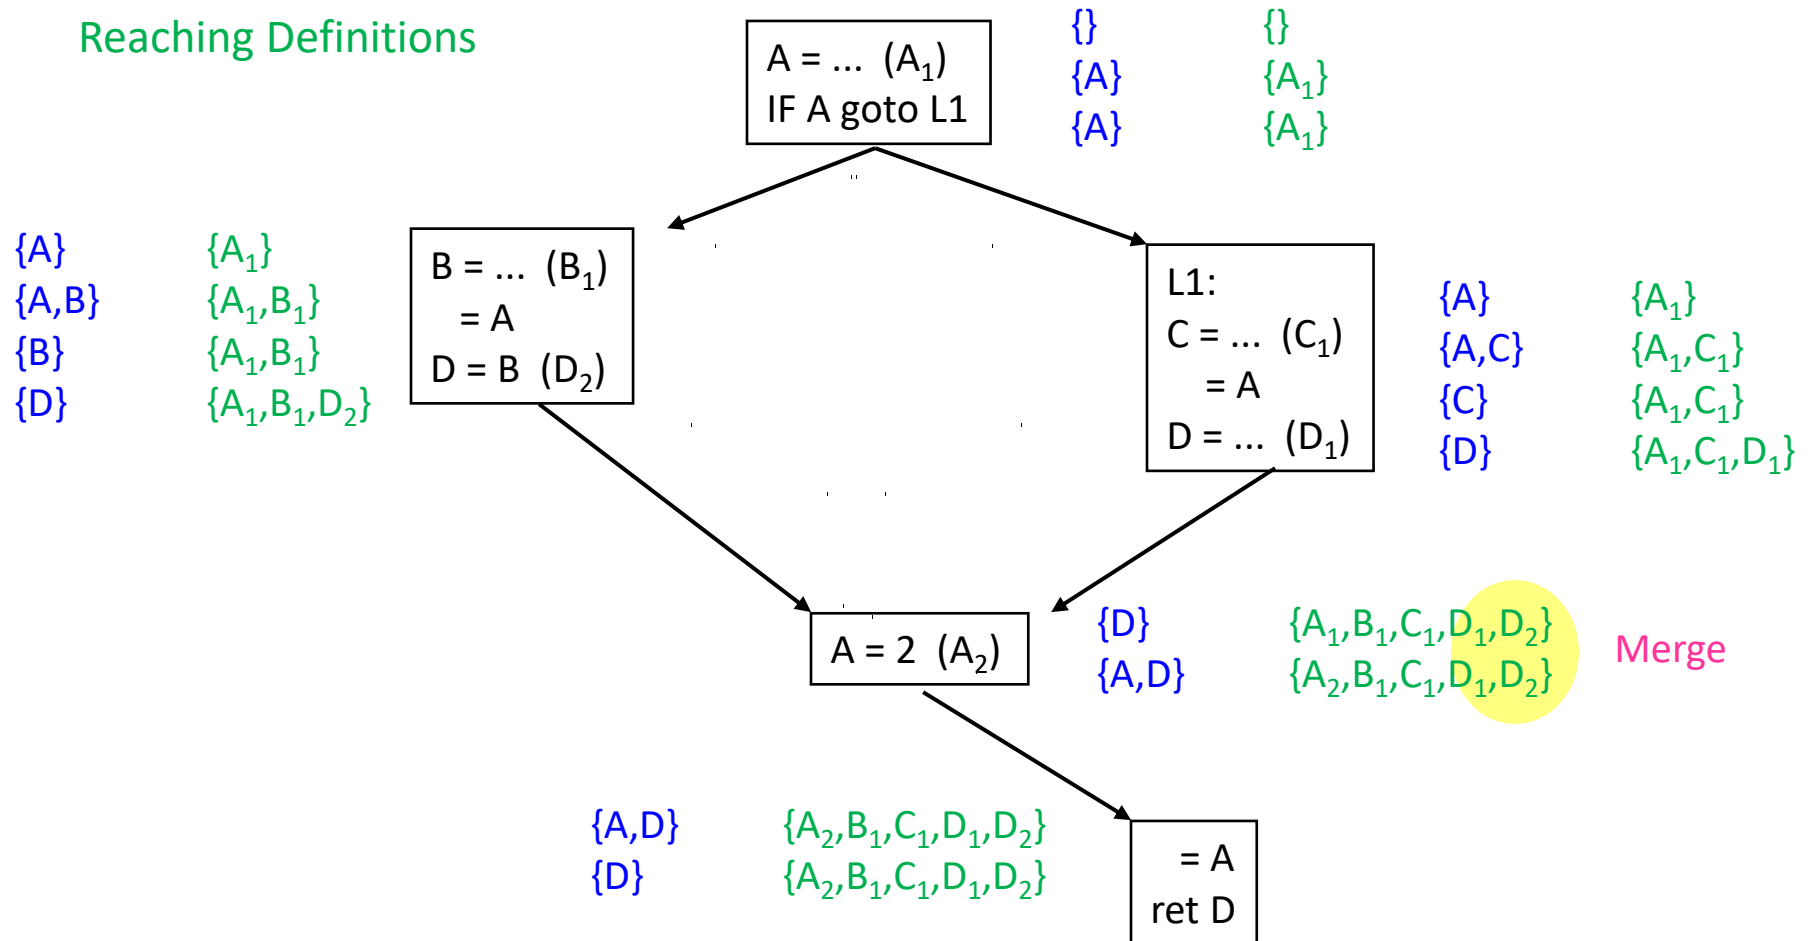 Reaching Definitions
A = ... (A₁)
IF A goto L1
{} {}
{A} {A₁}
{A} {A₁}
{A} {A₁}
{A,B} {A₁,B₁}
{B} {A₁,B₁}
{D} {A₁,B₁,D₂}
B = ... (B₁)
= A
D = B (D₂)
L1:
C = ... (C₁)
= A
D = ... (D₁)
{A} {A₁}
{A,C} {A₁,C₁}
{C} {A₁,C₁}
{D} {A₁,C₁,D₁}
A = 2 (A₂)
{D} {A₁,B₁,C₁,D₁,D₂}
{A,D} {A₂,B₁,C₁,D₁,D₂}
Merge
{A,D} {A₂,B₁,C₁,D₁,D₂}
{D} {A₂,B₁,C₁,D₁,D₂}
= A
ret D